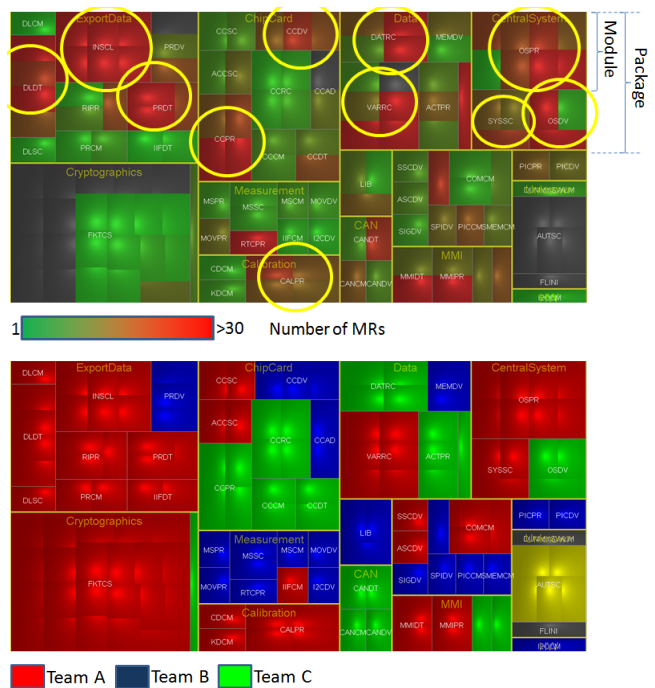 DLCM ExportData CCSC ChipCard CCDV Data CentralSystem
INSCL PRDV DATRC MEMDV OSPR
DLDT ACCSC CCRC CCAD
RIPR PRDT VARRC ACTPR SYSSC OSDV
CCPR
DLSC PRCM IIFDT CCCM CCDT
Module
Package
Cryptographics LIB SSCDV COMCM PICPR PICDV
Measurement
MSPR MSSC MSCM MOVDV ASCDV
FKTCS MOVPR RTCPR IIFCM I2CDV CAN CANDT SIGDV SPIDV PICCMSMEMCM AUTSC
Calibration MMI
CDCM CALPR MMIDT MMIPR
KDCM CANCM CANDV FLINI
1 >30 Number of MRs
DLCM ExportData CCSC ChipCard CCDV Data CentralSystem
INSCL PRDV DATRC MEMDV OSPR
DLDT ACCSC CCRC CCAD
RIPR PRDT VARRC ACTPR SYSSC OSDV
CCPR
DLSC PRCM IIFDT CCCM CCDT
Cryptographics LIB SSCDV COMCM PICPR PICDV
Measurement
MSPR MSSC MSCM MOVDV ASCDV
FKTCS MOVPR RTCPR IIFCM I2CDV CAN CANDT SIGDV SPIDV PICCMSMEMCM AUTSC
Calibration MMI
CDCM CALPR MMIDT MMIPR
KDCM CANCM CANDV FLINI
Team A Team B Team C